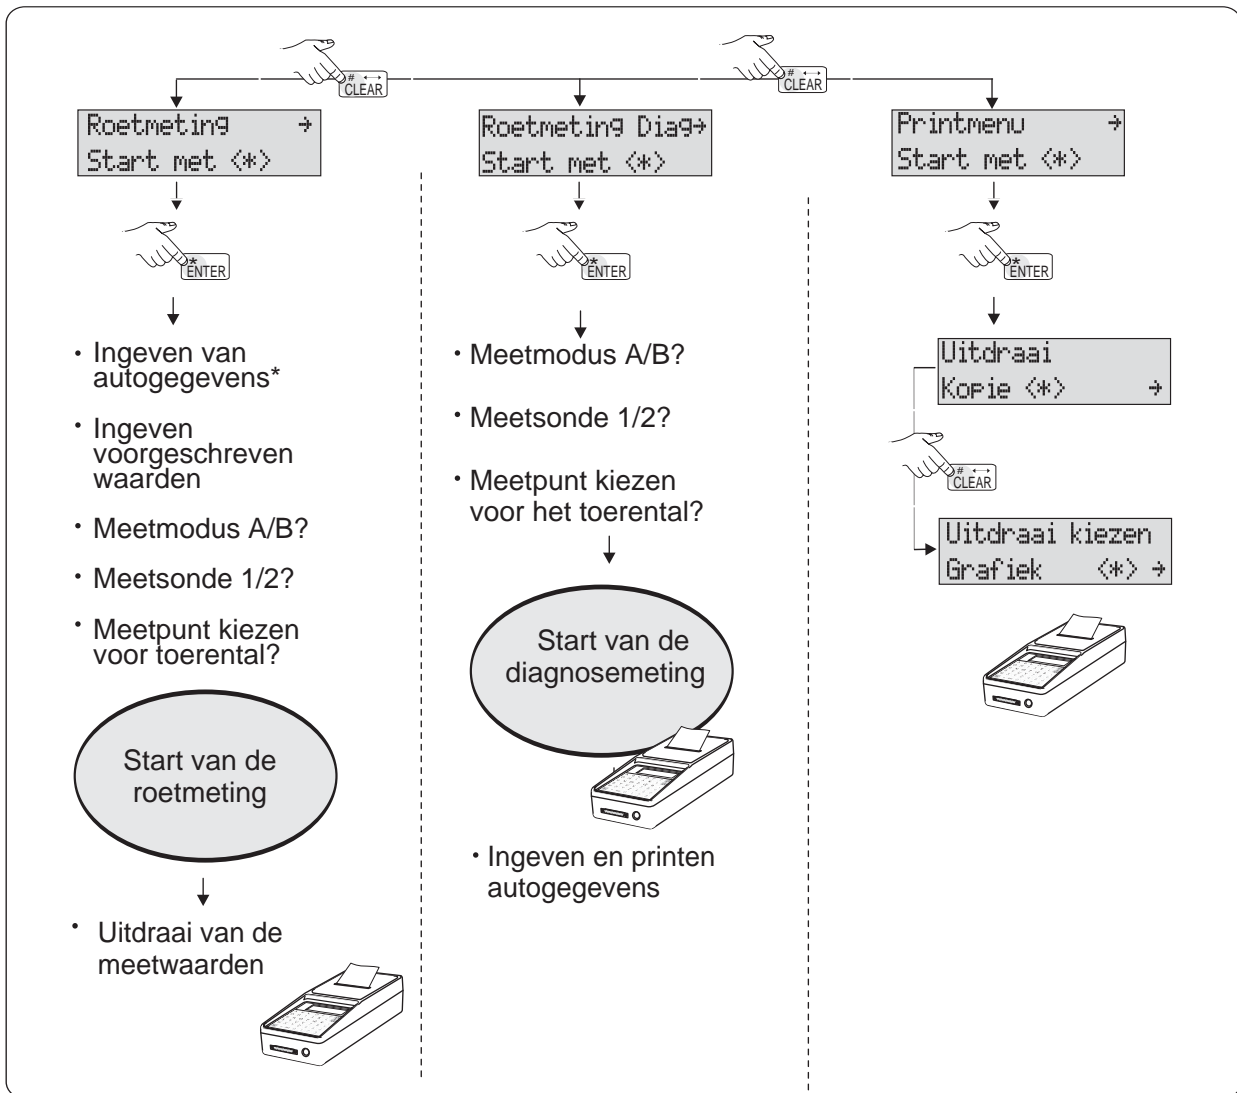 # ↔
CLEAR
# ↔
CLEAR
Roetmeting →
Start met <*>
*
ENTER
• Ingeven van
autogegevens*
• Ingeven
voorgeschreven
waarden
• Meetmodus A/B?
• Meetsonde 1/2?
• Meetpunt kiezen
voor toerental?
Start van de
roetmeting
• Uitdraai van de
meetwaarden
Roetmeting Diag→
Start met <*>
*
ENTER
• Meetmodus A/B?
• Meetsonde 1/2?
• Meetpunt kiezen
voor het toerental?
Start van de
diagnosemeting
• Ingeven en printen
autogegevens
Printmenu →
Start met <*>
*
ENTER
Uitdraai
Kopie <*> →
# ↔
CLEAR
Uitdraai kiezen
Grafiek <*> →